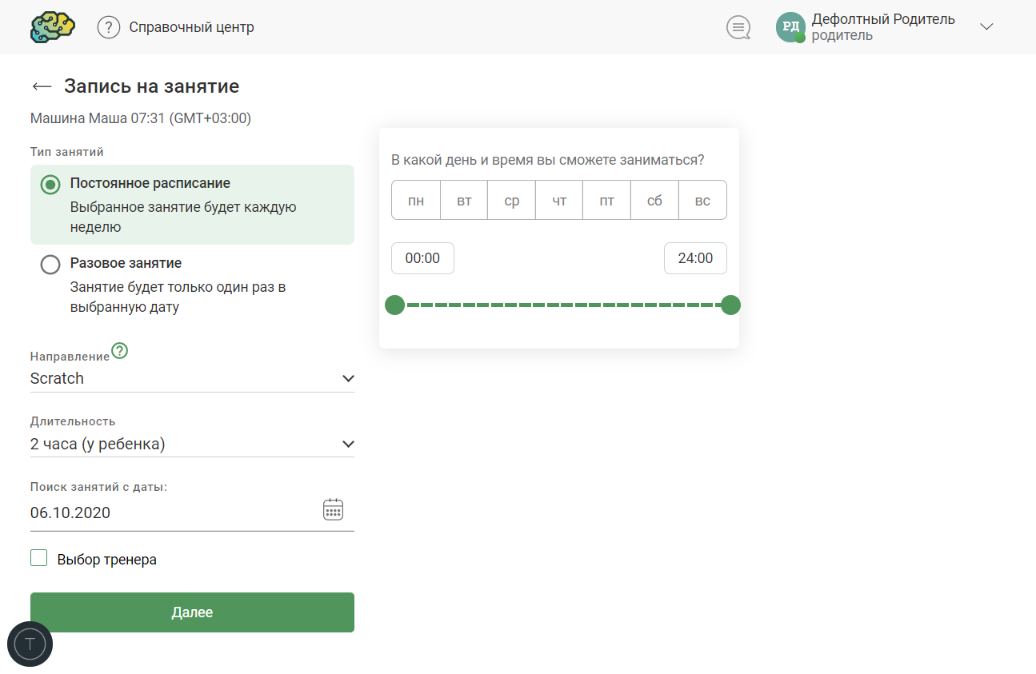 ? Справочный центр
РД Дефолтный Родитель
родитель
Запись на занятие
Машина Маша 07:31 (GMT+03:00)
Тип занятий
Постоянное расписание
Выбранное занятие будет каждую
неделю
Разовое занятие
Занятие будет только один раз в
выбранную дату
Направление ?
Scratch
Длительность
2 часа (у ребенка)
Поиск занятий с даты:
06.10.2020
Выбор тренера
Далее
T
В какой день и время вы сможете заниматься?
пн вт ср чт пт сб вс
00:00 24:00